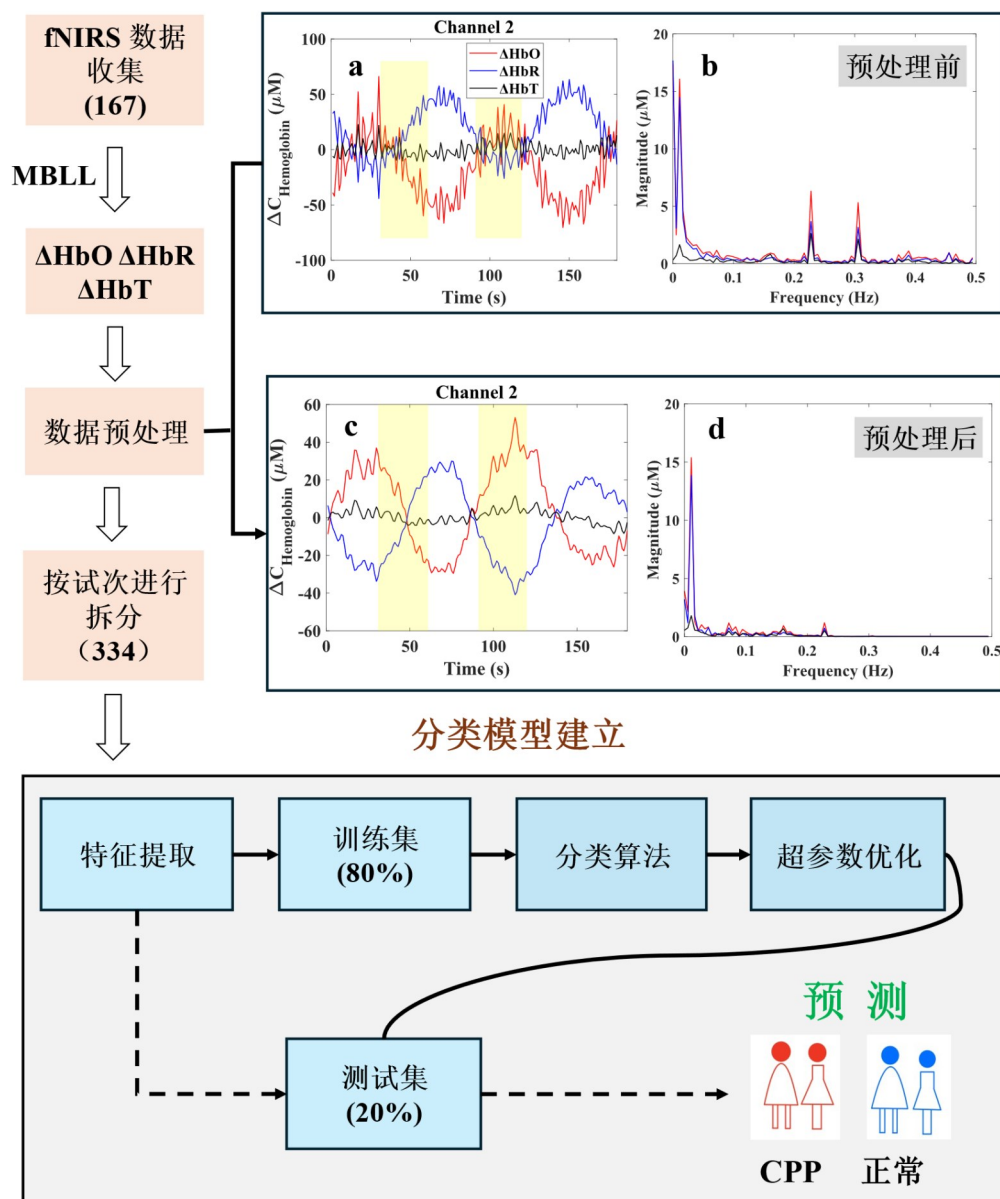 fNIRS 数据
收集
(167)
MBLL
ΔHbO ΔHbR
ΔHbT
数据预处理
按试次进行
拆分
（334）
Channel 2
a
ΔHbO
ΔHbR
ΔHbT
ΔC_Hemoglobin (μM)
100
50
0
-50
-100
0
50
100
150
Time (s)
b
预处理前
Magnitude (μM)
20
15
10
5
0
0
0.1
0.2
0.3
0.4
0.5
Frequency (Hz)
Channel 2
c
ΔC_Hemoglobin (μM)
60
40
20
0
-20
-40
-60
0
50
100
150
Time (s)
d
预处理后
Magnitude (μM)
20
15
10
5
0
0
0.1
0.2
0.3
0.4
0.5
Frequency (Hz)
分类模型建立
特征提取
训练集
(80%)
分类算法
超参数优化
测试集
(20%)
预 测
CPP
正常